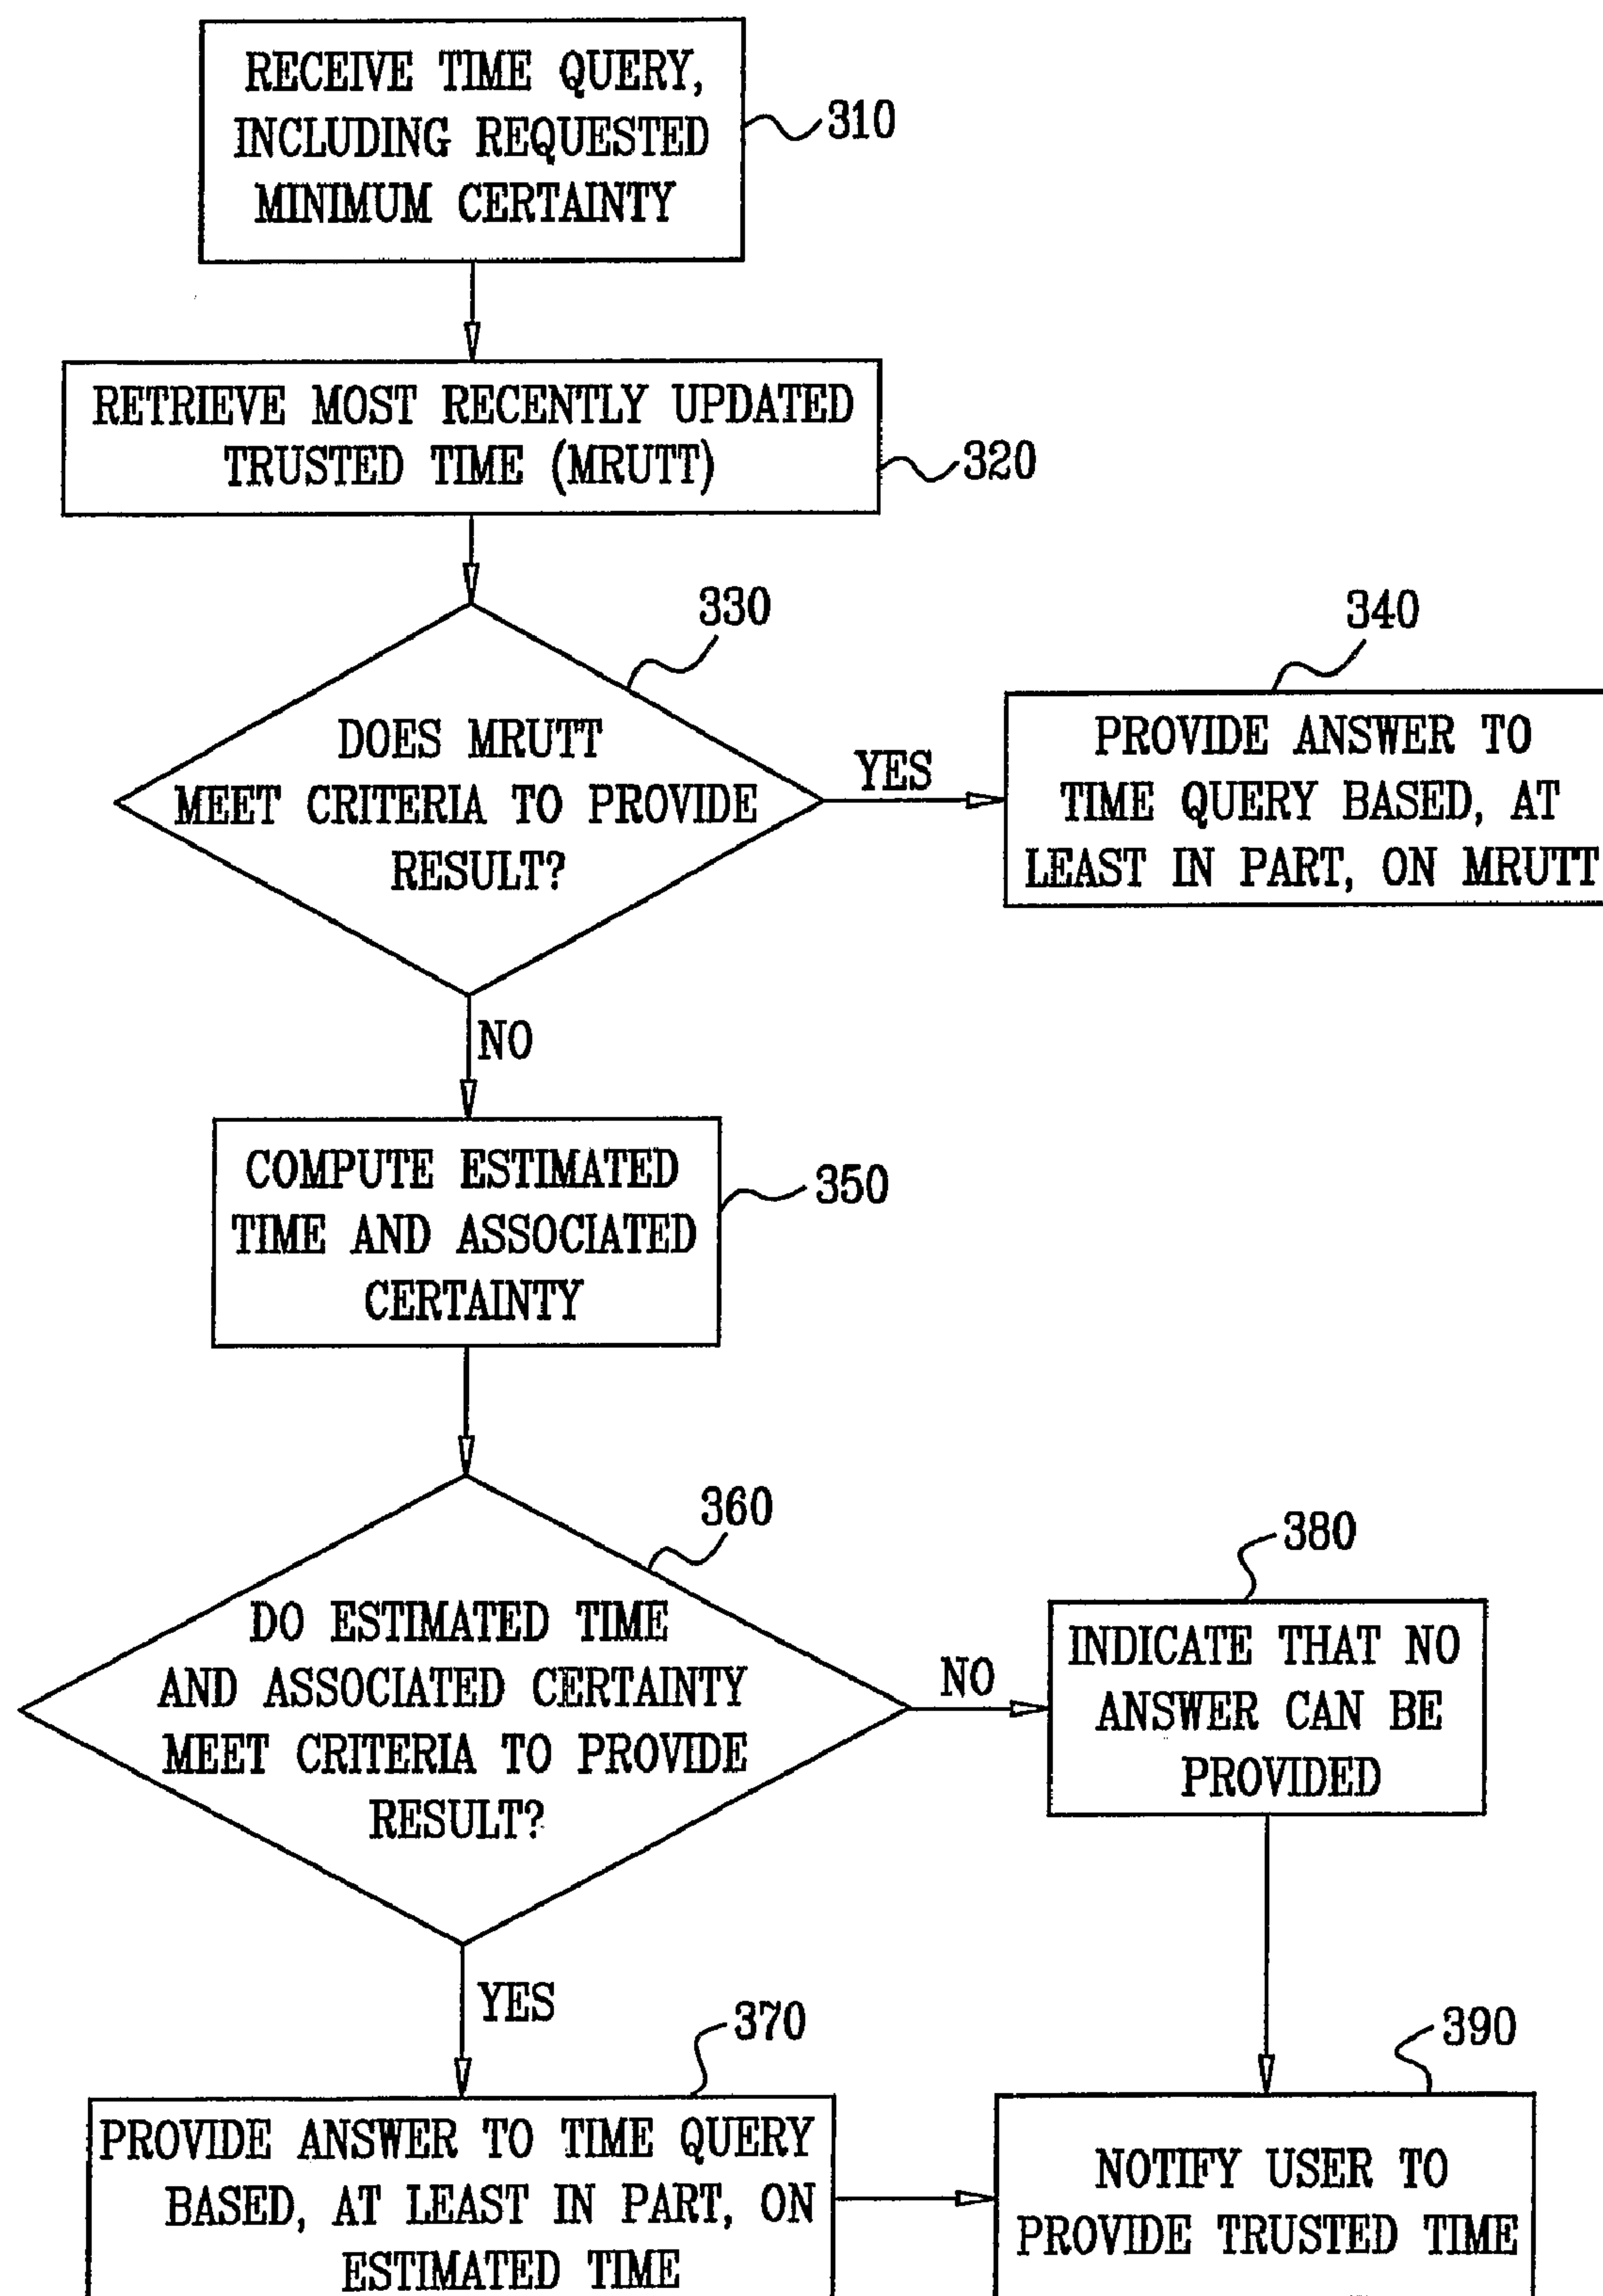 RECEIVE TIME QUERY,
INCLUDING REQUESTED
MINIMUM CERTAINTY
310
RETRIEVE MOST RECENTLY UPDATED
TRUSTED TIME (MRUTT)
320
330
DOES MRUTT
MEET CRITERIA TO PROVIDE
RESULT?
YES
340
PROVIDE ANSWER TO
TIME QUERY BASED, AT
LEAST IN PART, ON MRUTT
NO
COMPUTE ESTIMATED
TIME AND ASSOCIATED
CERTAINTY
350
360
DO ESTIMATED TIME
AND ASSOCIATED CERTAINTY
MEET CRITERIA TO PROVIDE
RESULT?
NO
380
INDICATE THAT NO
ANSWER CAN BE
PROVIDED
YES
370
PROVIDE ANSWER TO TIME QUERY
BASED, AT LEAST IN PART, ON
ESTIMATED TIME
390
NOTIFY USER TO
PROVIDE TRUSTED TIME